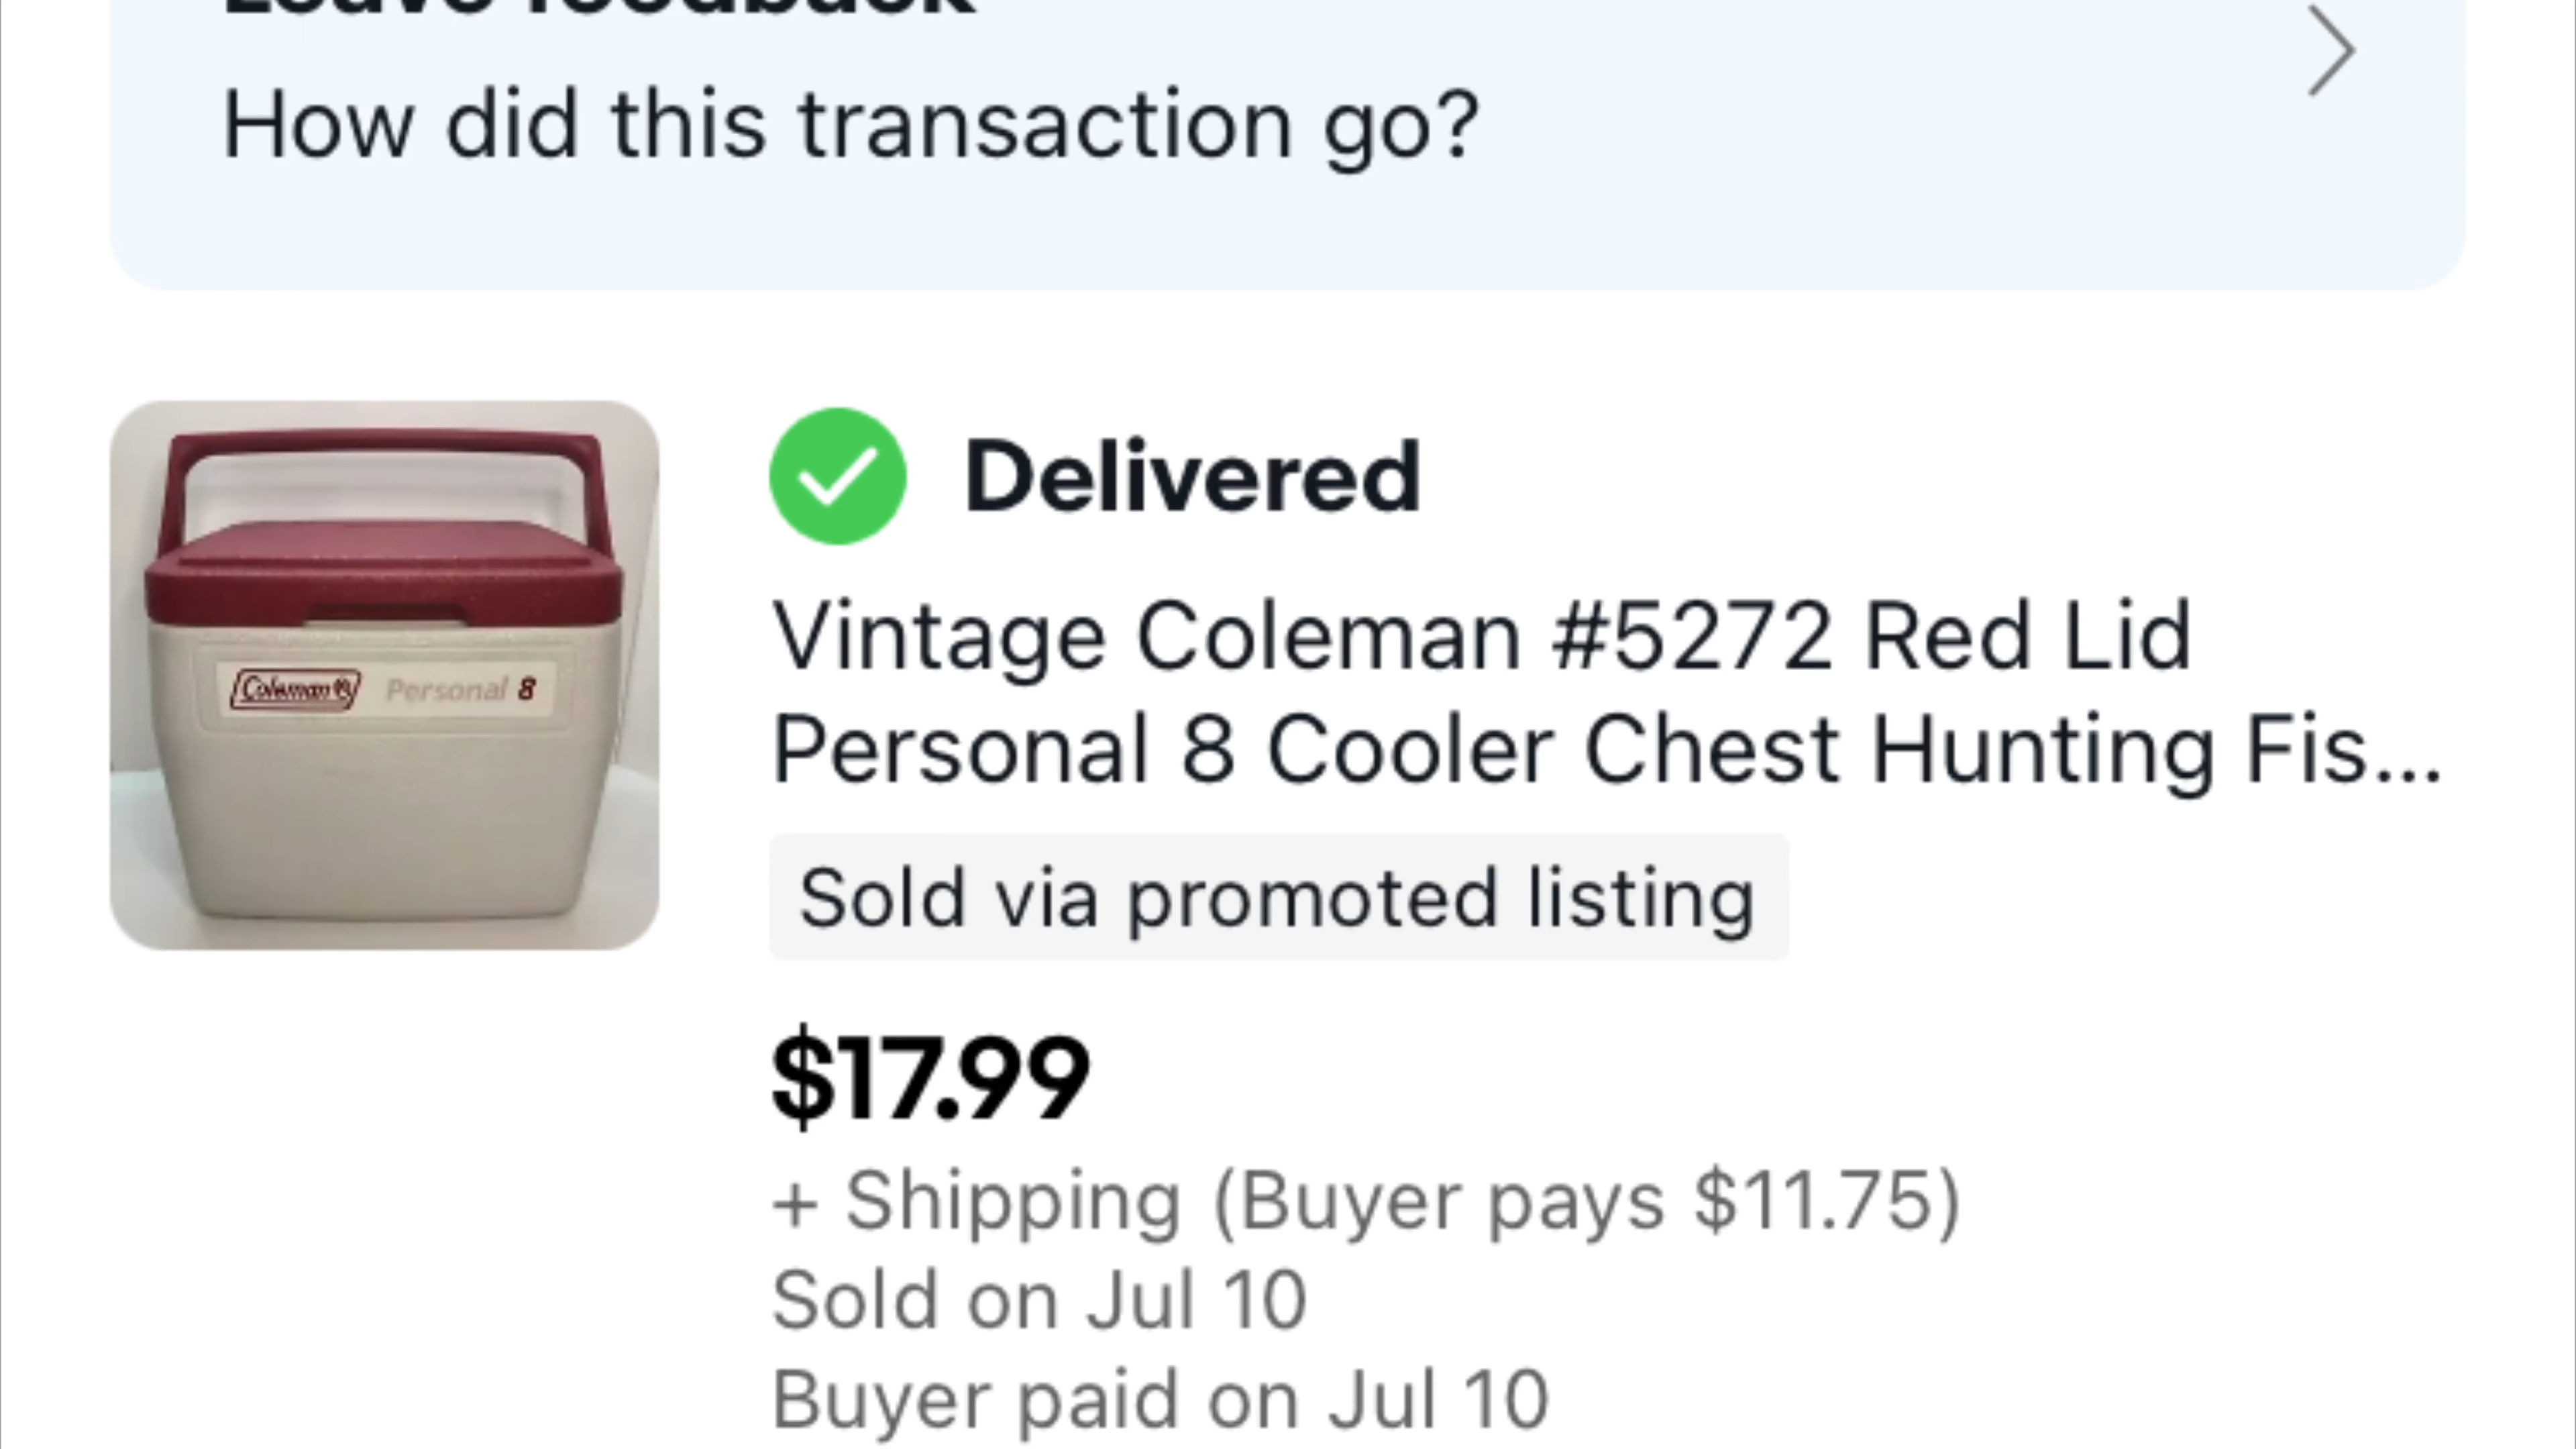 Leave feedback
How did this transaction go?
Delivered
Vintage Coleman #5272 Red Lid
Personal 8 Cooler Chest Hunting Fis...
Coleman Personal 8
Sold via promoted listing
$17.99
+ Shipping (Buyer pays $11.75)
Sold on Jul 10
Buyer paid on Jul 10